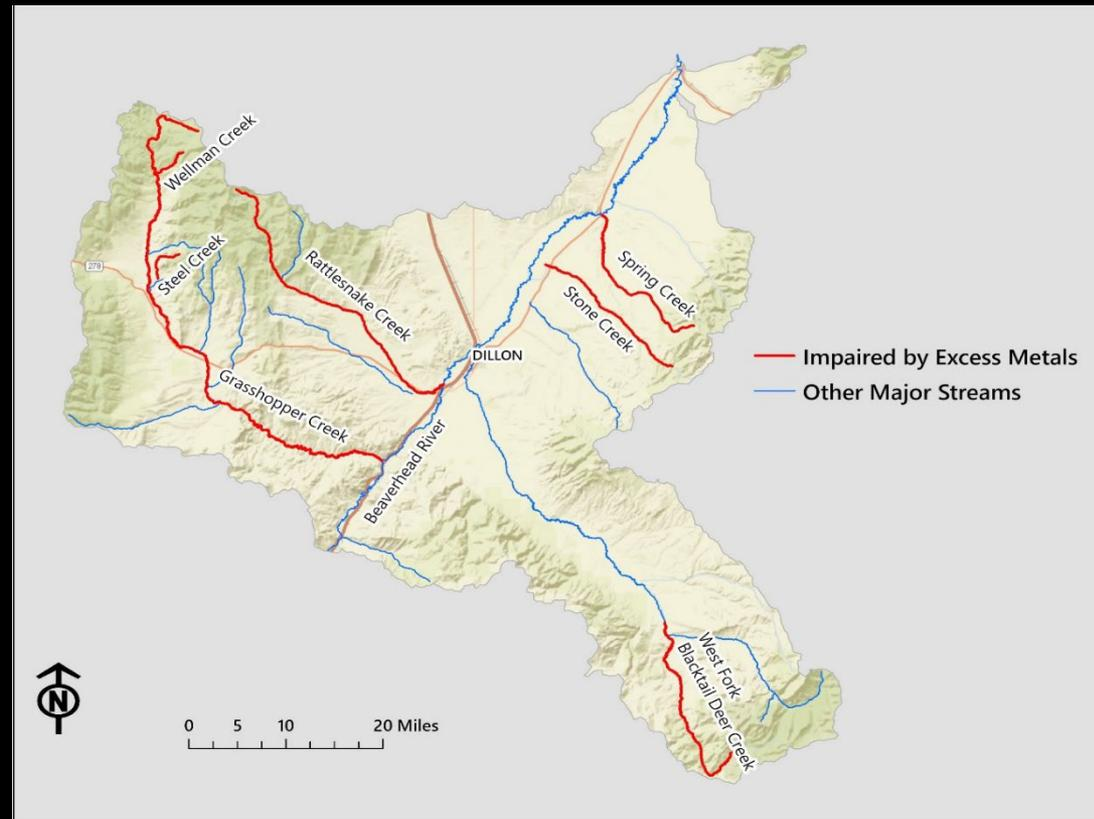 Wellman Creek
Steel Creek
278
Rattlesnake Creek
Spring Creek
Stone Creek
DILLON
Grasshopper Creek
Beaverhead River
West Fork
Blacktail Deer Creek
Impaired by Excess Metals
Other Major Streams
N
0 5 10 20 Miles